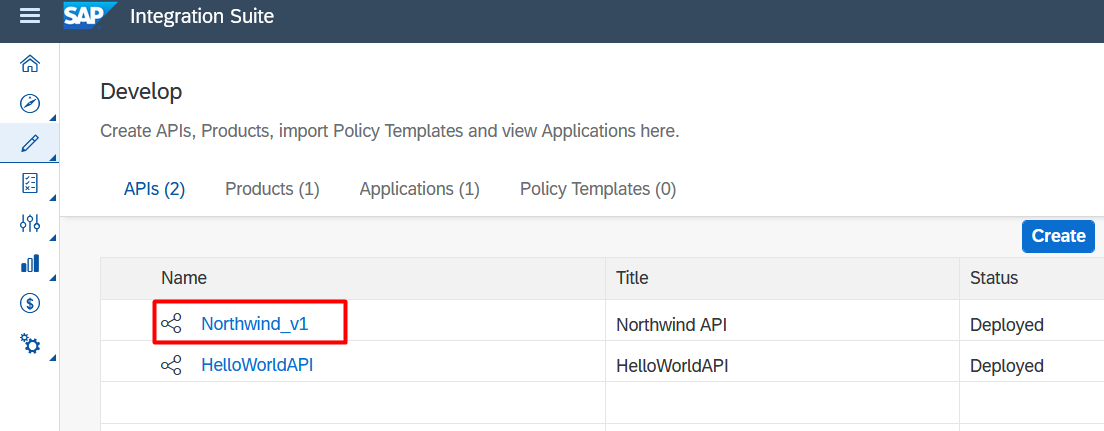 SAP Integration Suite
Develop
Create APIs, Products, import Policy Templates and view Applications here.
APIs (2) Products (1) Applications (1) Policy Templates (0)
Create
Name Title Status
Northwind_v1 Northwind API Deployed
HelloWorldAPI HelloWorldAPI Deployed
$